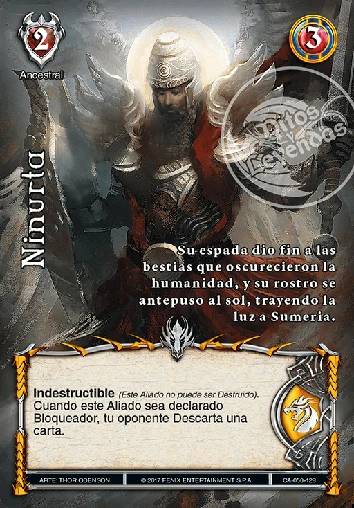 2
3
Ancestral
Mitos
Leyendas
Ninurta
Su espada dio fin a las
bestias que oscurecieron la
humanidad, y su rostro se
antepuso al sol, trayendo la
luz a Sumeria.
Indestructible (Este Aliado no puede ser Destruido).
Cuando este Aliado sea declarado
Bloqueador, tu oponente Descarta una
carta.
ARTE: THOR ODENSON
© 2017 FENIX ENTERTAINMENT S.P.A.